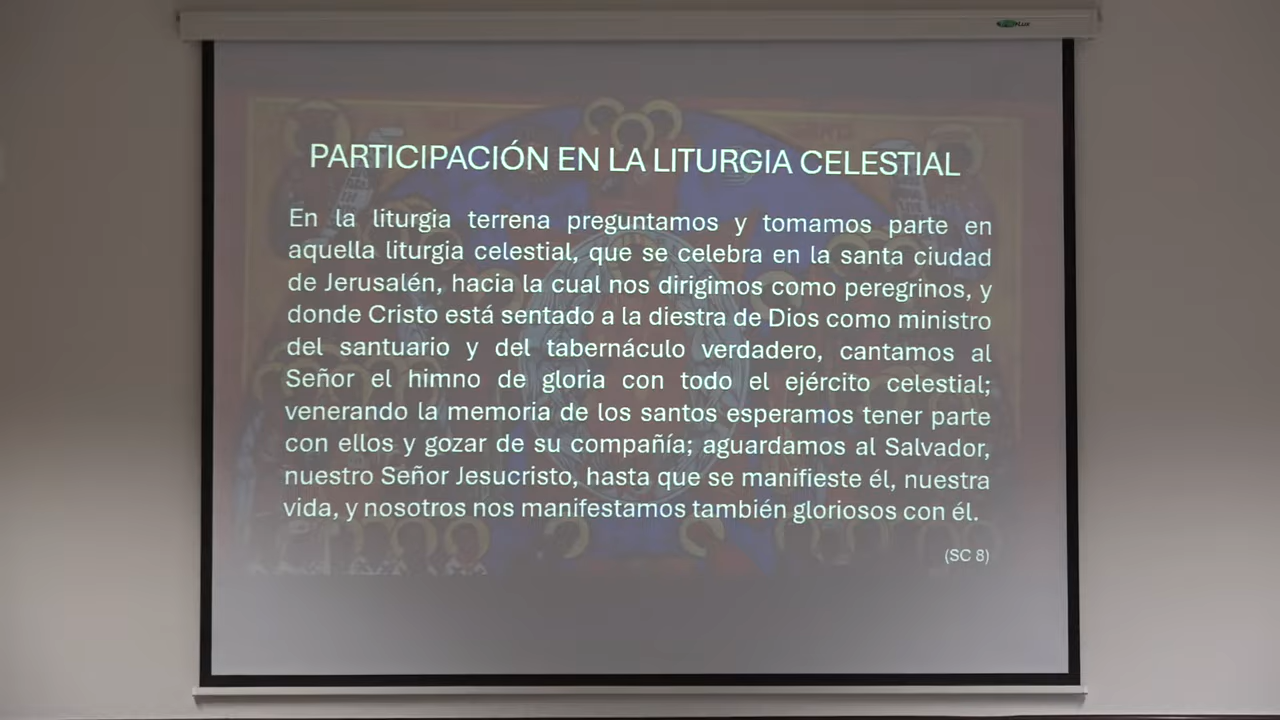 PARTICIPACIÓN EN LA LITURGIA CELESTIAL
En la liturgia terrena preguntamos y tomamos parte en
aquella liturgia celestial, que se celebra en la santa ciudad
de Jerusalén, hacia la cual nos dirigimos como peregrinos, y
donde Cristo está sentado a la diestra de Dios como ministro
del santuario y del tabernáculo verdadero, cantamos al
Señor el himno de gloria con todo el ejército celestial;
venerando la memoria de los santos esperamos tener parte
con ellos y gozar de su compañía; aguardamos al Salvador,
nuestro Señor Jesucristo, hasta que se manifieste él, nuestra
vida, y nosotros nos manifestamos también gloriosos con él.
(SC 8)